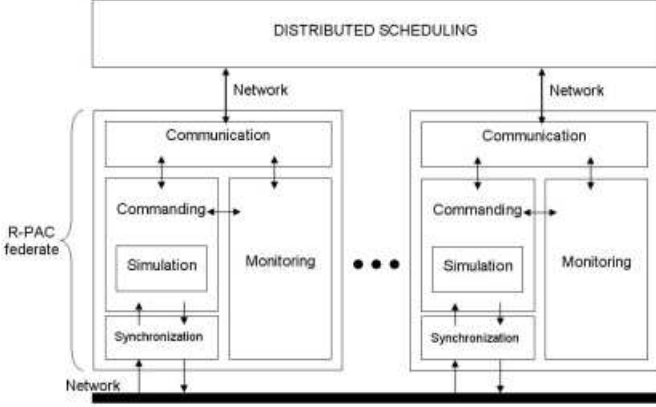 DISTRIBUTED SCHEDULING
Network
Network
Communication
Communication
R-PAC
federate
Commanding
Monitoring
Simulation
Synchronization
Commanding
Monitoring
Simulation
Synchronization
Network